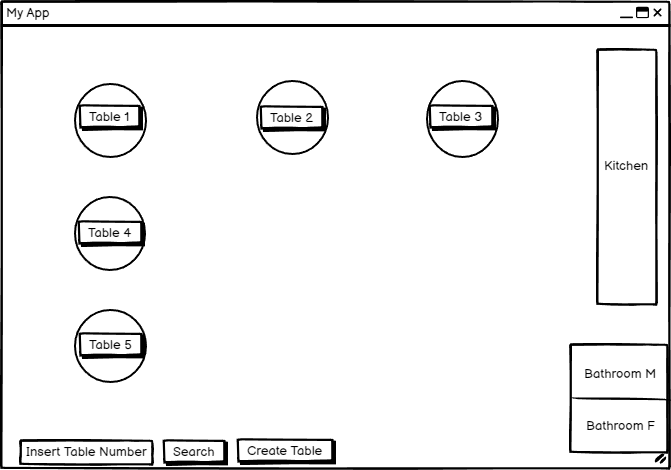 My App
Table 1
Table 2
Table 3
Kitchen
Table 4
Table 5
Bathroom M
Bathroom F
Insert Table Number
Search
Create Table